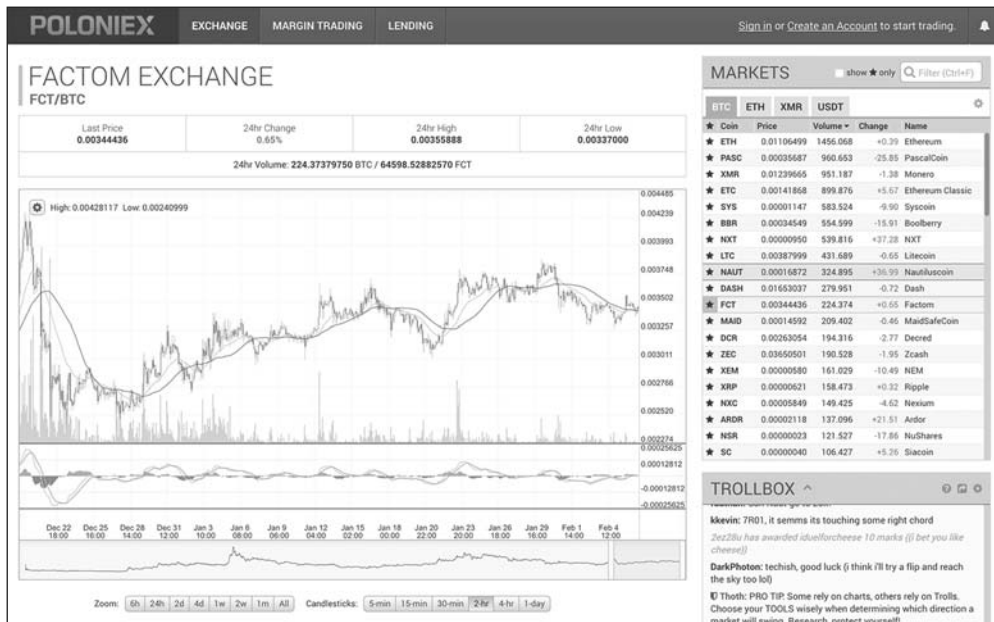 POLONIEX EXCHANGE MARGIN TRADING LENDING Sign in or Create an Account to start trading.
FACTOM EXCHANGE
FCT/BTC
Last Price 24hr Change 24hr High 24hr Low
0.00344436 0.65% 0.00355888 0.00337000
24hr Volume: 224.37379750 BTC / 64598.52882570 FCT
High: 0.00428117 Low: 0.00240999
0.004485
0.004239
0.003993
0.003748
0.003502
0.003257
0.003011
0.002766
0.002520
0.002274
0.00025625
0.00012812
-0.00012812
-0.00025625
Dec 22 Dec 25 Dec 28 Dec 31 Jan 3 Jan 6 Jan 9 Jan 12 Jan 15 Jan 18 Jan 20 Jan 23 Jan 26 Jan 29 Feb 1 Feb 4
18:00 16:00 14:00 12:00 10:00 08:00 06:00 04:00 02:00 00:00 22:00 20:00 18:00 16:00 14:00 12:00
Zoom: 6h 24h 2d 4d 1w 2w 1m All Candlesticks: 5-min 15-min 30-min 2-hr 4-hr 1-day
MARKETS show ★ only Filter (Ctrl+F)
BTC ETH XMR USDT
★ Coin Price Volume Change Name
★ ETH 0.01106499 1456.068 +0.39 Ethereum
★ PASC 0.00035687 960.653 -25.85 PascalCoin
★ XMR 0.01239665 951.187 -1.38 Monero
★ ETC 0.00141868 899.876 +5.67 Ethereum Classic
★ SYS 0.00001147 583.524 -9.90 Syscoin
★ BBR 0.00034549 554.599 -15.91 Boolberry
★ NXT 0.00000950 539.816 +37.28 NXT
★ LTC 0.00387999 431.689 -0.65 Litecoin
★ NAUT 0.00016872 324.895 +36.99 Nautiluscoin
★ DASH 0.01653037 279.951 -0.72 Dash
★ FCT 0.00344436 224.374 +0.65 Factom
★ MAID 0.00014592 209.402 -0.46 MaidSafeCoin
★ DCR 0.00263054 194.316 -2.77 Decred
★ ZEC 0.03650501 190.528 -1.95 Zcash
★ XEM 0.00000580 161.029 -10.49 NEM
★ XRP 0.00000621 158.473 +0.32 Ripple
★ NXC 0.00005849 149.425 -4.62 Nexium
★ ARDR 0.00002118 137.096 +21.51 Ardor
★ NSR 0.00000023 121.527 -17.86 NuShares
★ SC 0.00000040 106.427 +5.26 Siacoin
TROLLBOX
kkevin: 7R01, it semms its touching some right chord
2ez28u has awarded iduelforcheese 10 marks ((i bet you like
cheese))
DarkPhoton: techish, good luck (i think i'll try a flip and reach
the sky too lol)
Thoth: PRO TIP. Some rely on charts, others rely on Trolls.
Choose your TOOLS wisely when determining which direction a
market will swing. Research, protect yourself!